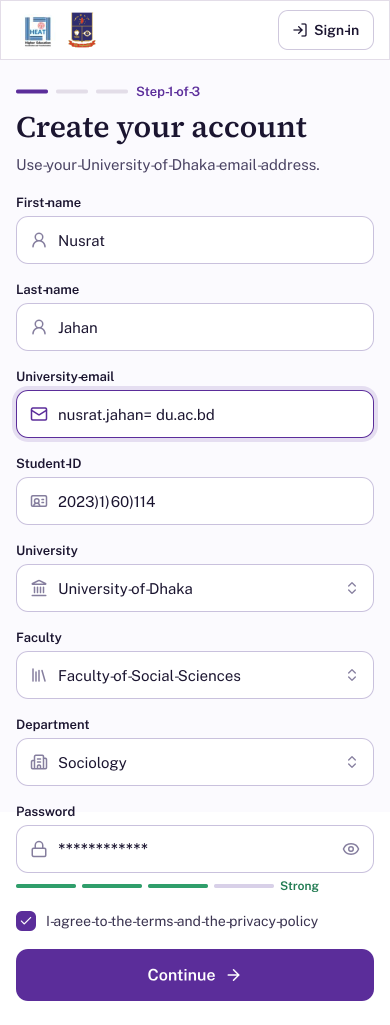 HEAT
Sign-in
Step-1-of-3
Create your account
Use-your-University-of-Dhaka-email-address.
First-name
Nusrat
Last-name
Jahan
University-email
nusrat.jahan= du.ac.bd
Student-ID
2023)1)60)114
University
University-of-Dhaka
Faculty
Faculty-of-Social-Sciences
Department
Sociology
Password
************
Strong
I-agree-to-the-terms-and-the-privacy-policy
Continue